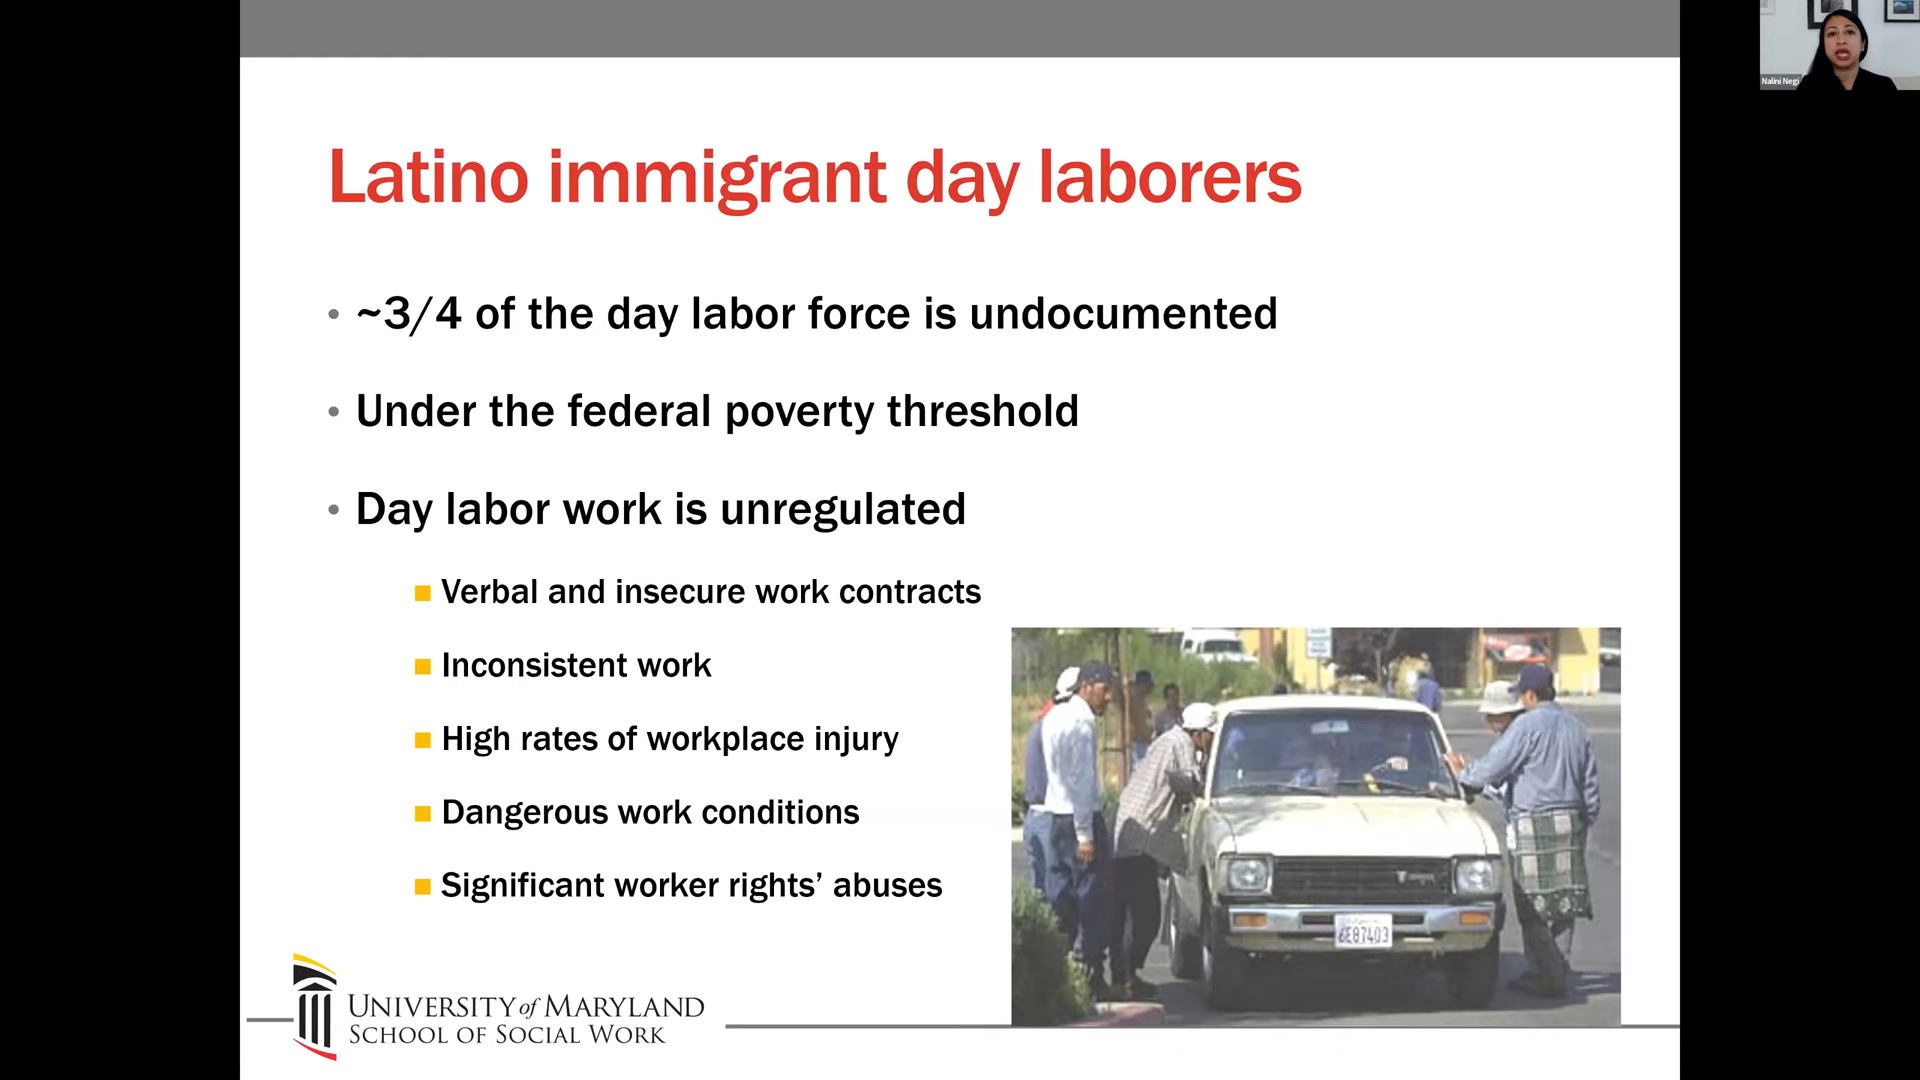 Nalini Negi
Latino immigrant day laborers
• ~3/4 of the day labor force is undocumented
• Under the federal poverty threshold
• Day labor work is unregulated
■ Verbal and insecure work contracts
■ Inconsistent work
■ High rates of workplace injury
■ Dangerous work conditions
■ Significant worker rights’ abuses
UNIVERSITY of MARYLAND
SCHOOL OF SOCIAL WORK